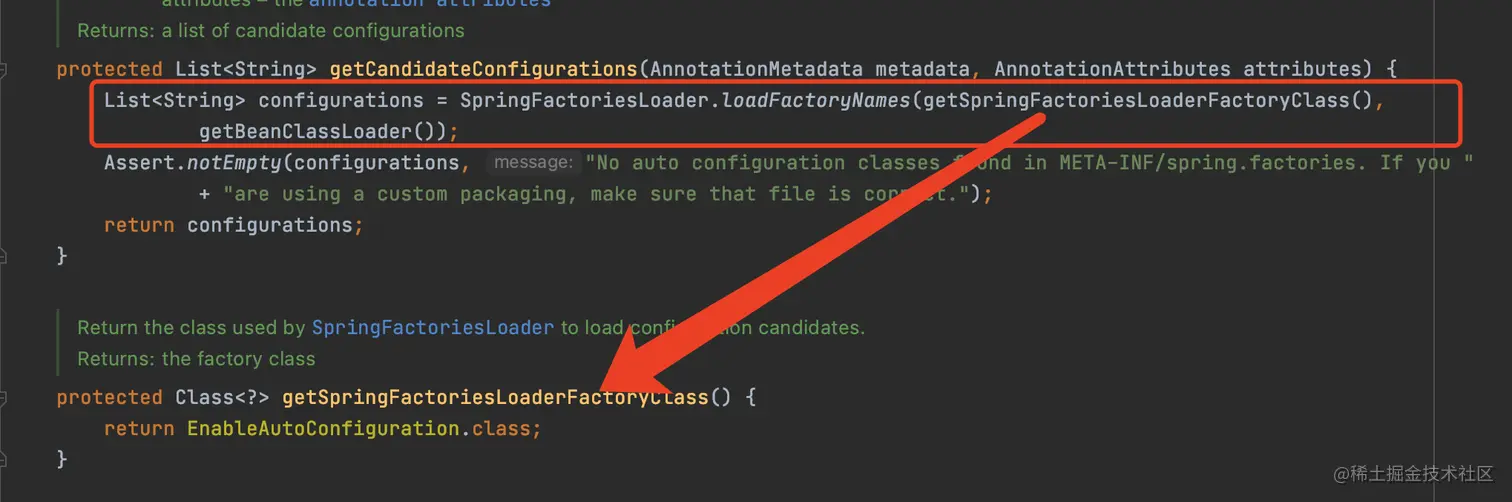 attributes – the annotation attributes
Returns: a list of candidate configurations
protected List<String> getCandidateConfigurations(AnnotationMetadata metadata, AnnotationAttributes attributes) {
List<String> configurations = SpringFactoriesLoader.loadFactoryNames(getSpringFactoriesLoaderFactoryClass(),
getBeanClassLoader());
Assert.notEmpty(configurations, message: "No auto configuration classes found in META-INF/spring.factories. If you "
+ "are using a custom packaging, make sure that file is correct.");
return configurations;
}
Return the class used by SpringFactoriesLoader to load configuration candidates.
Returns: the factory class
protected Class<?> getSpringFactoriesLoaderFactoryClass() {
return EnableAutoConfiguration.class;
}
@稀土掘金技术社区